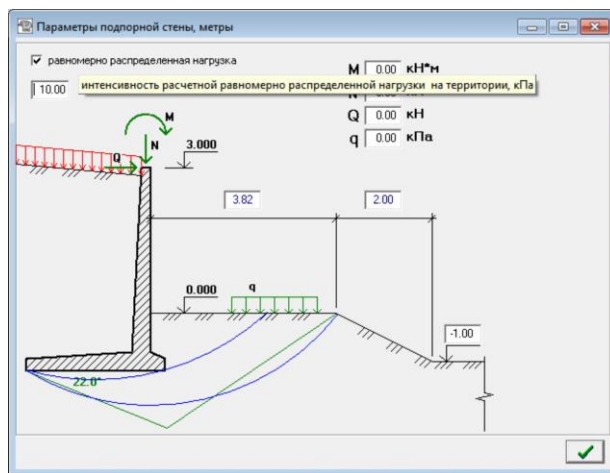 Параметры подпорной стены, метры
равномерно распределенная нагрузка
M 0.00 кН*м
10.00
интенсивность расчетной равномерно распределенной нагрузки на территории, кПа
Q 0.00 кН
q 0.00 кПа
M
N
Q
3.000
3.82
2.00
0.000
q
-1.00
22.0°